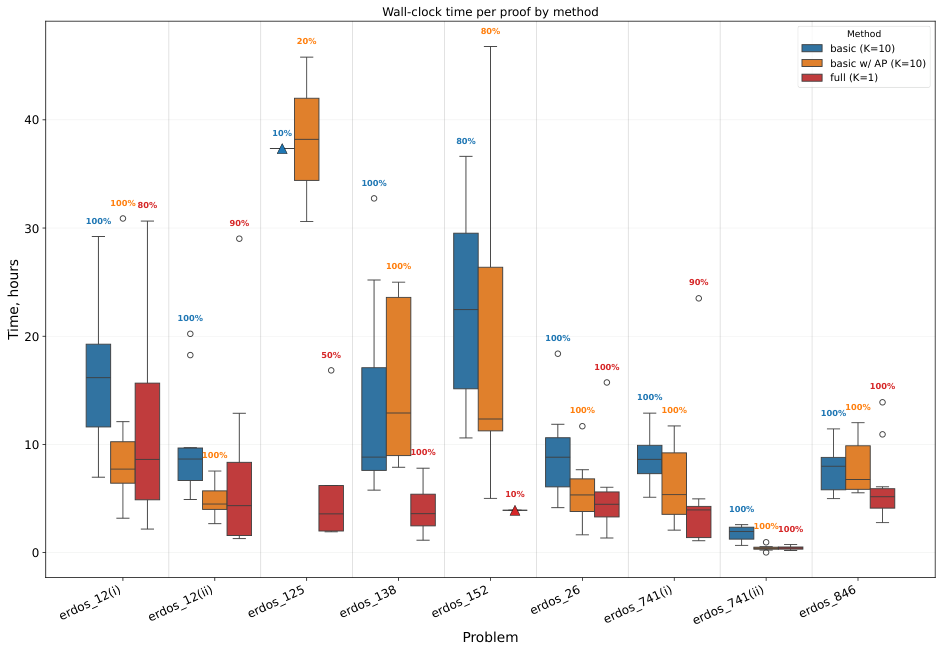 Wall-clock time per proof by method
Method
basic (K=10)
basic w/ AP (K=10)
full (K=1)
Time, hours
40
30
20
10
0
100%
100%
80%
100%
100%
90%
10%
20%
50%
100%
100%
100%
80%
80%
10%
100%
100%
100%
100%
100%
90%
100%
100%
100%
100%
100%
100%
erdos_12(i)
erdos_12(ii)
erdos_125
erdos_138
erdos_152
erdos_26
erdos_741(i)
erdos_741(ii)
erdos_846
Problem